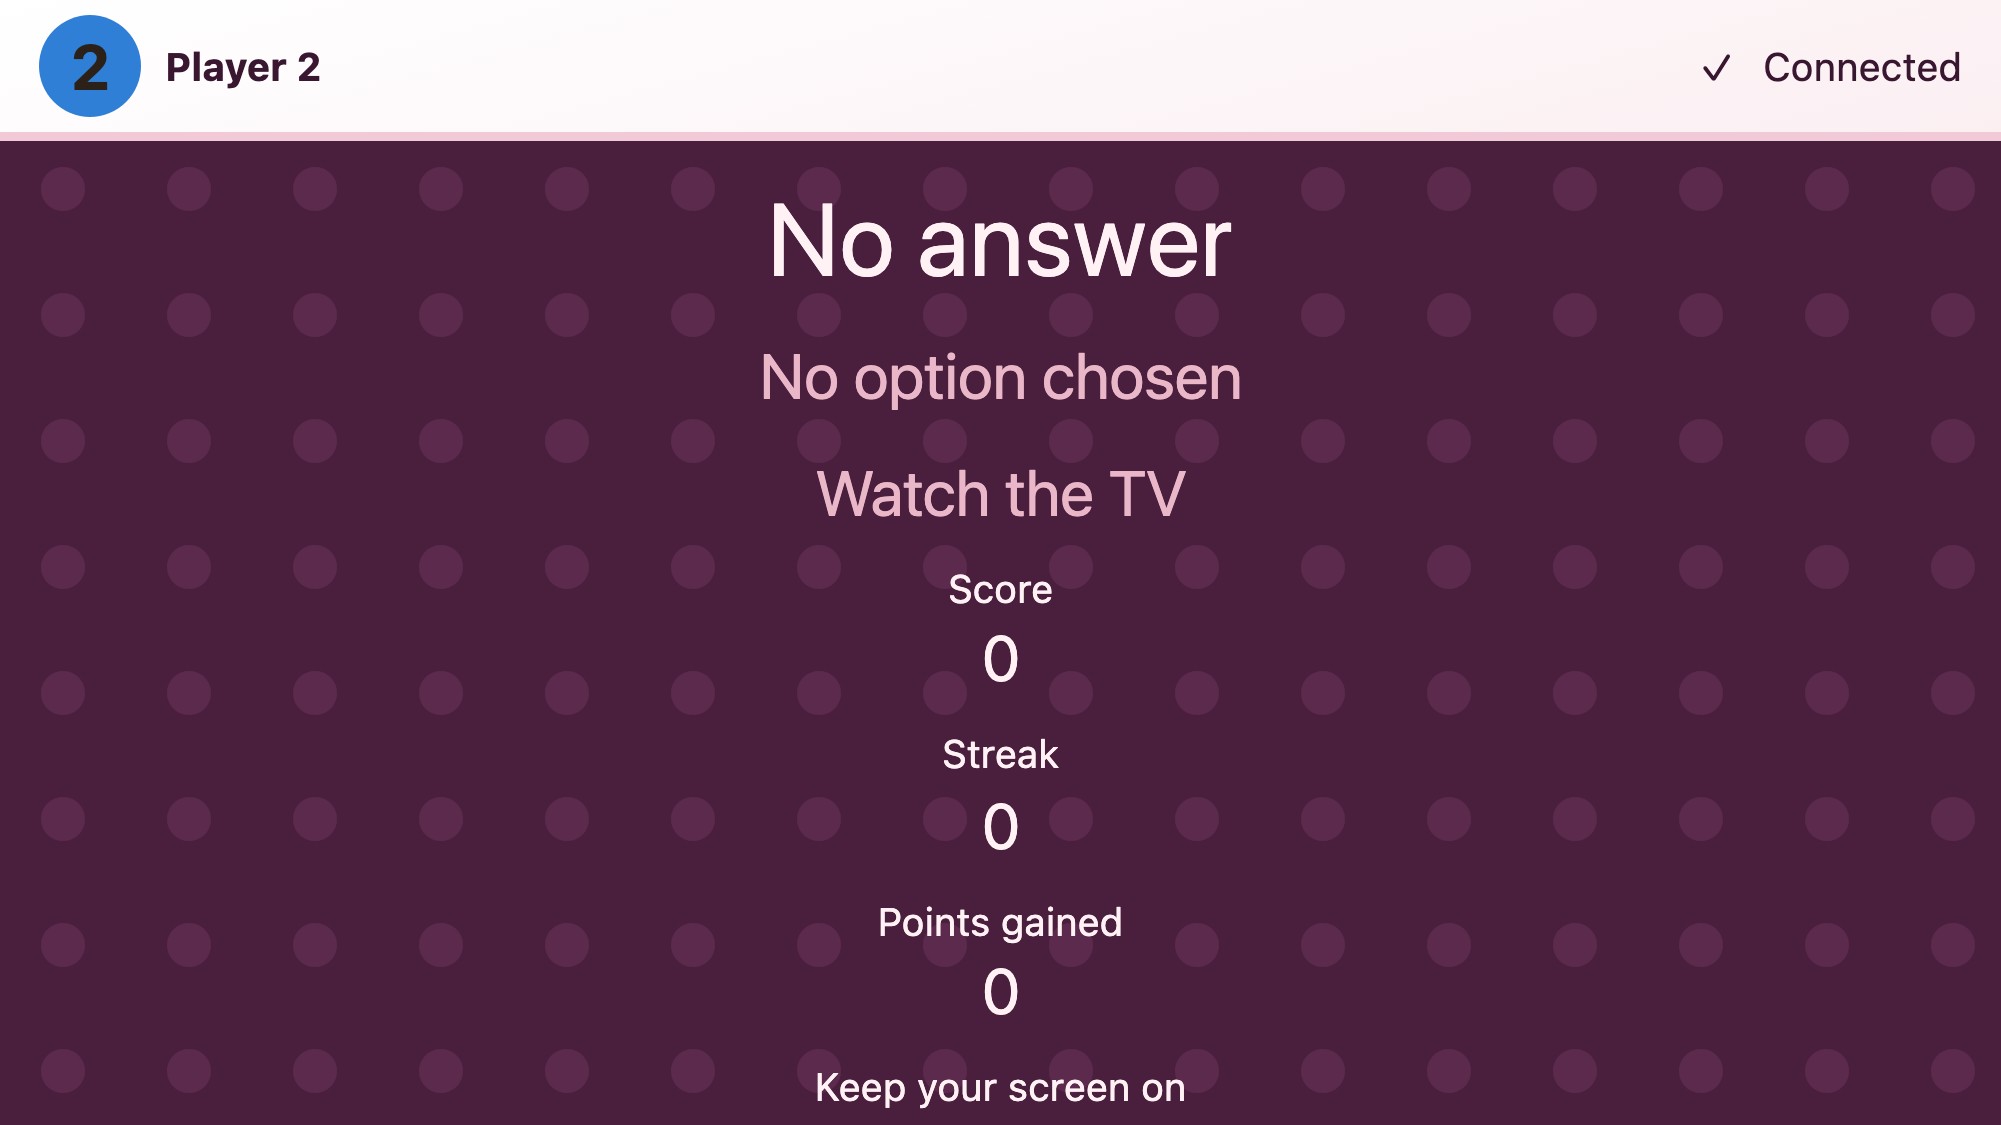 2
Player 2
✓ Connected
No answer
No option chosen
Watch the TV
Score
0
Streak
0
Points gained
0
Keep your screen on